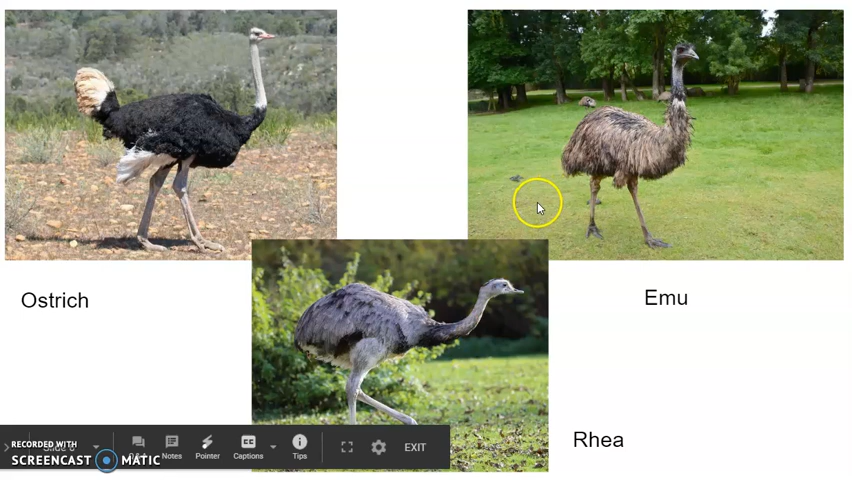 Ostrich
Emu
Rhea
RECORDED WITH
SCREENCAST MATIC
Notes
Pointer
Captions
Tips
EXIT